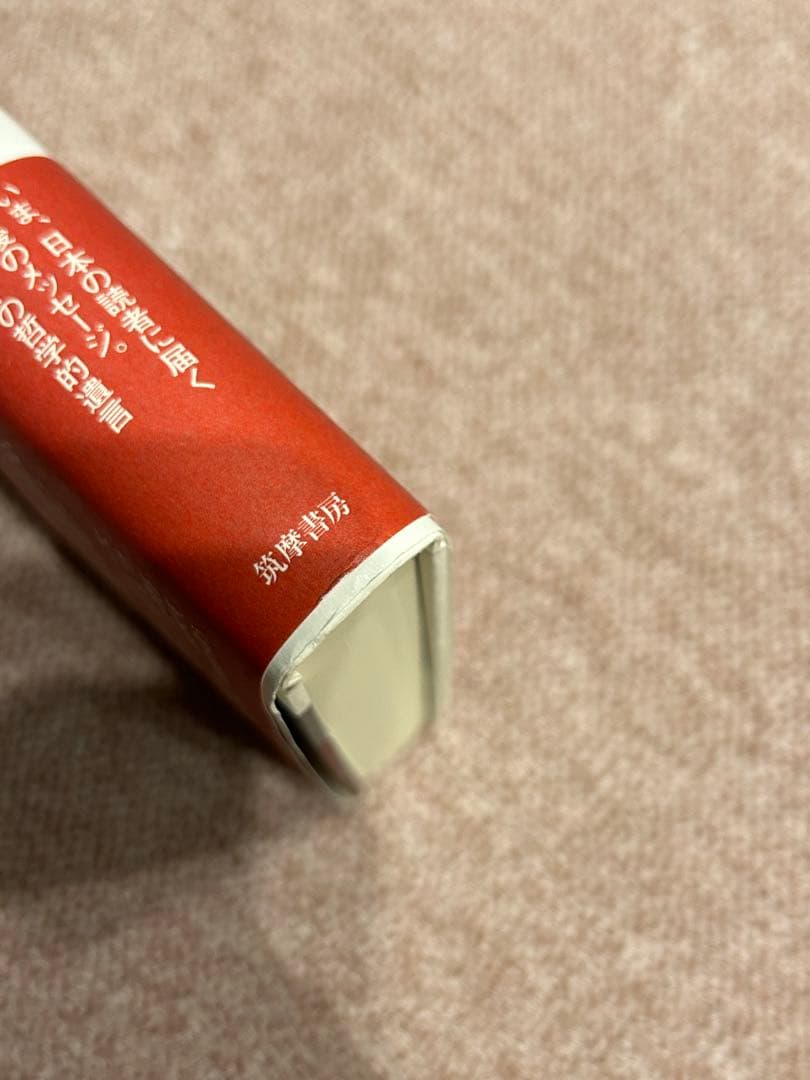 いま、日本の読者に届く
のメッセージ。
の哲学的遺言
筑摩書房